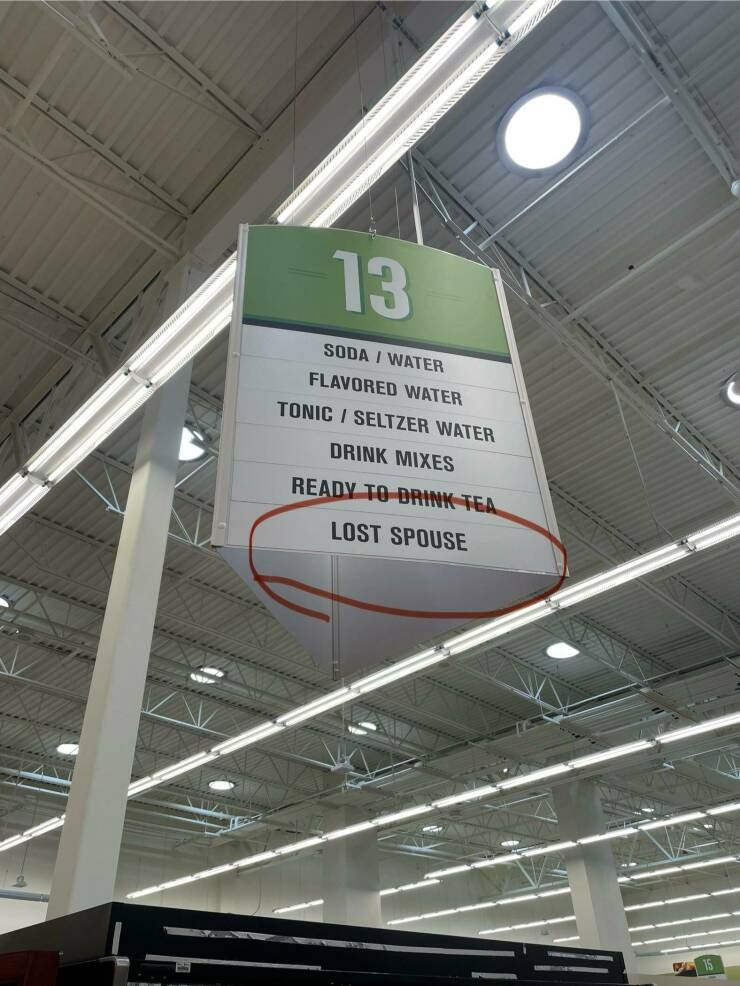 13
SODA / WATER
FLAVORED WATER
TONIC / SELTZER WATER
DRINK MIXES
READY TO DRINK TEA
LOST SPOUSE
15